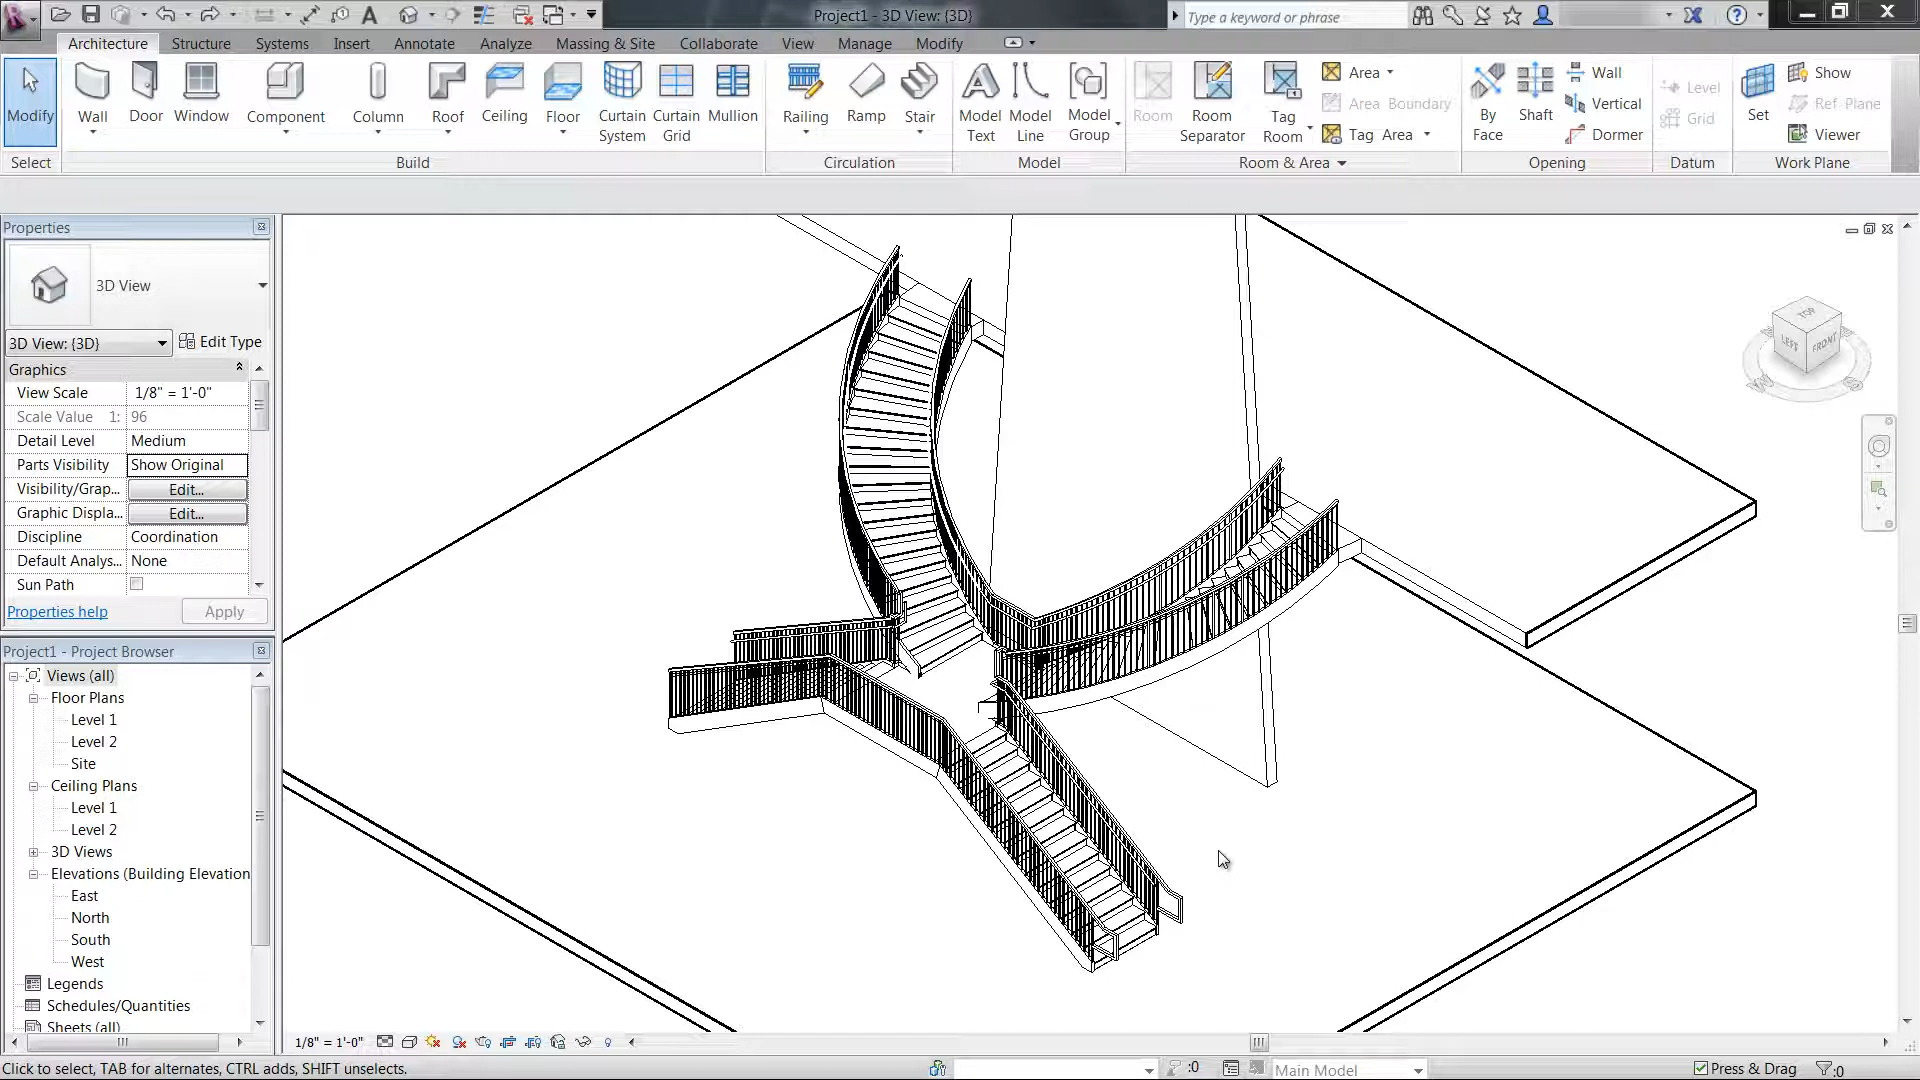 Project1 - 3D View: {3D}
Type a keyword or phrase
Architecture Structure Systems Insert Annotate Analyze Massing & Site Collaborate View Manage Modify
Modify Wall Door Window Component Column Roof Ceiling Floor Curtain System Curtain Grid Mullion Railing Ramp Stair Model Text Model Line Model Group Room Room Separator Tag Room
Area
Area Boundary
Tag Area
By Face
Shaft
Wall
Vertical
Dormer
Level
Grid
Set
Show
Ref Plane
Viewer
Select Build Circulation Model Room & Area Opening Datum Work Plane
Properties
3D View
3D View: {3D} Edit Type
Graphics
View Scale 1/8" = 1'-0"
Scale Value 1: 96
Detail Level Medium
Parts Visibility Show Original
Visibility/Grap... Edit...
Graphic Displa... Edit...
Discipline Coordination
Default Analys... None
Sun Path
Properties help Apply
Project1 - Project Browser
Views (all)
Floor Plans
Level 1
Level 2
Site
Ceiling Plans
Level 1
Level 2
3D Views
Elevations (Building Elevation
East
North
South
West
Legends
Schedules/Quantities
Sheets (all)
TOP
LEFT FRONT
W S
1/8" = 1'-0"
Click to select, TAB for alternates, CTRL adds, SHIFT unselects.
:0
Main Model
Press & Drag
:0